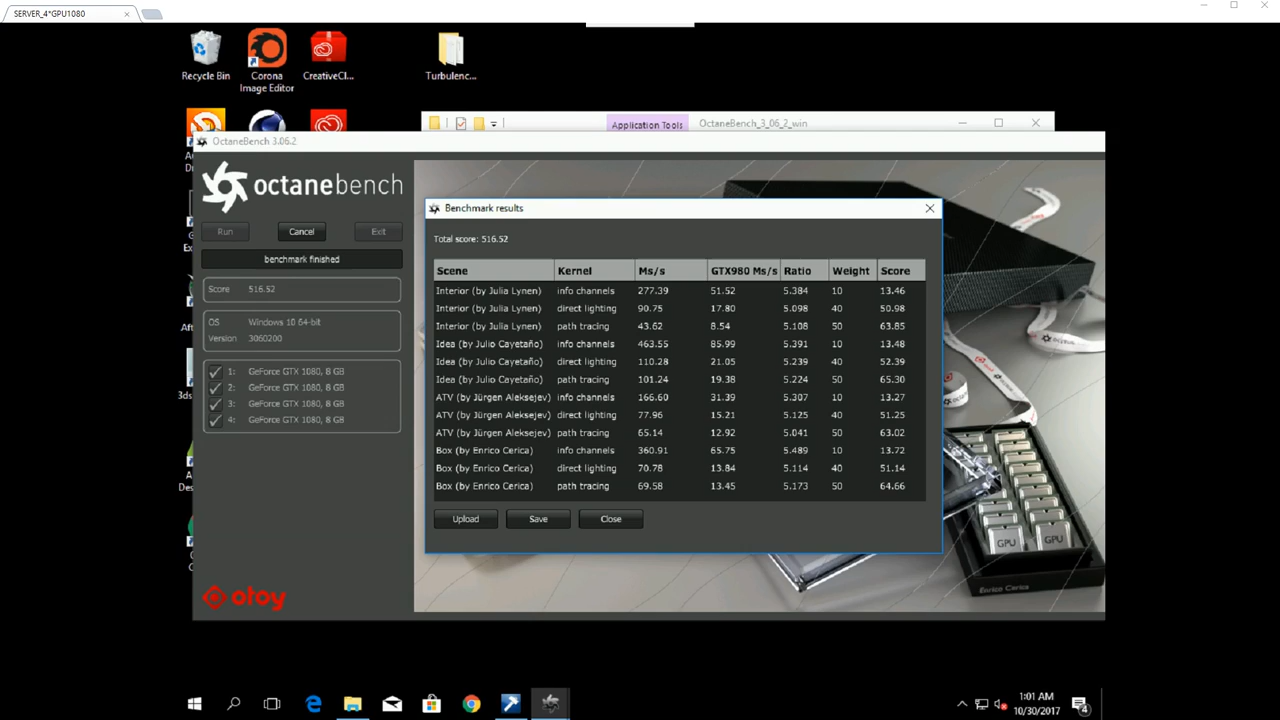 SERVER_4*GPU1080
Recycle Bin
Corona
Image Editor
CreativeCl...
Turbulenc...
Application Tools
OctaneBench_3_06_2_win
OctaneBench 3.06.2
octanebench
Run Cancel Exit
benchmark finished
Score 516.52
OS Windows 10 64-bit
Version 3060200
1: GeForce GTX 1080, 8 GB
2: GeForce GTX 1080, 8 GB
3: GeForce GTX 1080, 8 GB
4: GeForce GTX 1080, 8 GB
otoy
Benchmark results
Total score: 516.52
Scene Kernel Ms/s GTX980 Ms/s Ratio Weight Score
Interior (by Julia Lynen) info channels 277.39 51.52 5.384 10 13.46
Interior (by Julia Lynen) direct lighting 90.75 17.80 5.098 40 50.98
Interior (by Julia Lynen) path tracing 43.62 8.54 5.108 50 63.85
Idea (by Julio Cayetaño) info channels 463.55 85.99 5.391 10 13.48
Idea (by Julio Cayetaño) direct lighting 110.28 21.05 5.239 40 52.39
Idea (by Julio Cayetaño) path tracing 101.24 19.38 5.224 50 65.30
ATV (by Jürgen Aleksejev) info channels 166.60 31.39 5.307 10 13.27
ATV (by Jürgen Aleksejev) direct lighting 77.96 15.21 5.125 40 51.25
ATV (by Jürgen Aleksejev) path tracing 65.14 12.92 5.041 50 63.02
Box (by Enrico Cerica) info channels 360.91 65.75 5.489 10 13.72
Box (by Enrico Cerica) direct lighting 70.78 13.84 5.114 40 51.14
Box (by Enrico Cerica) path tracing 69.58 13.45 5.173 50 64.66
Upload Save Close
GPU GPU
Enrico Cerica
1:01 AM
10/30/2017
4